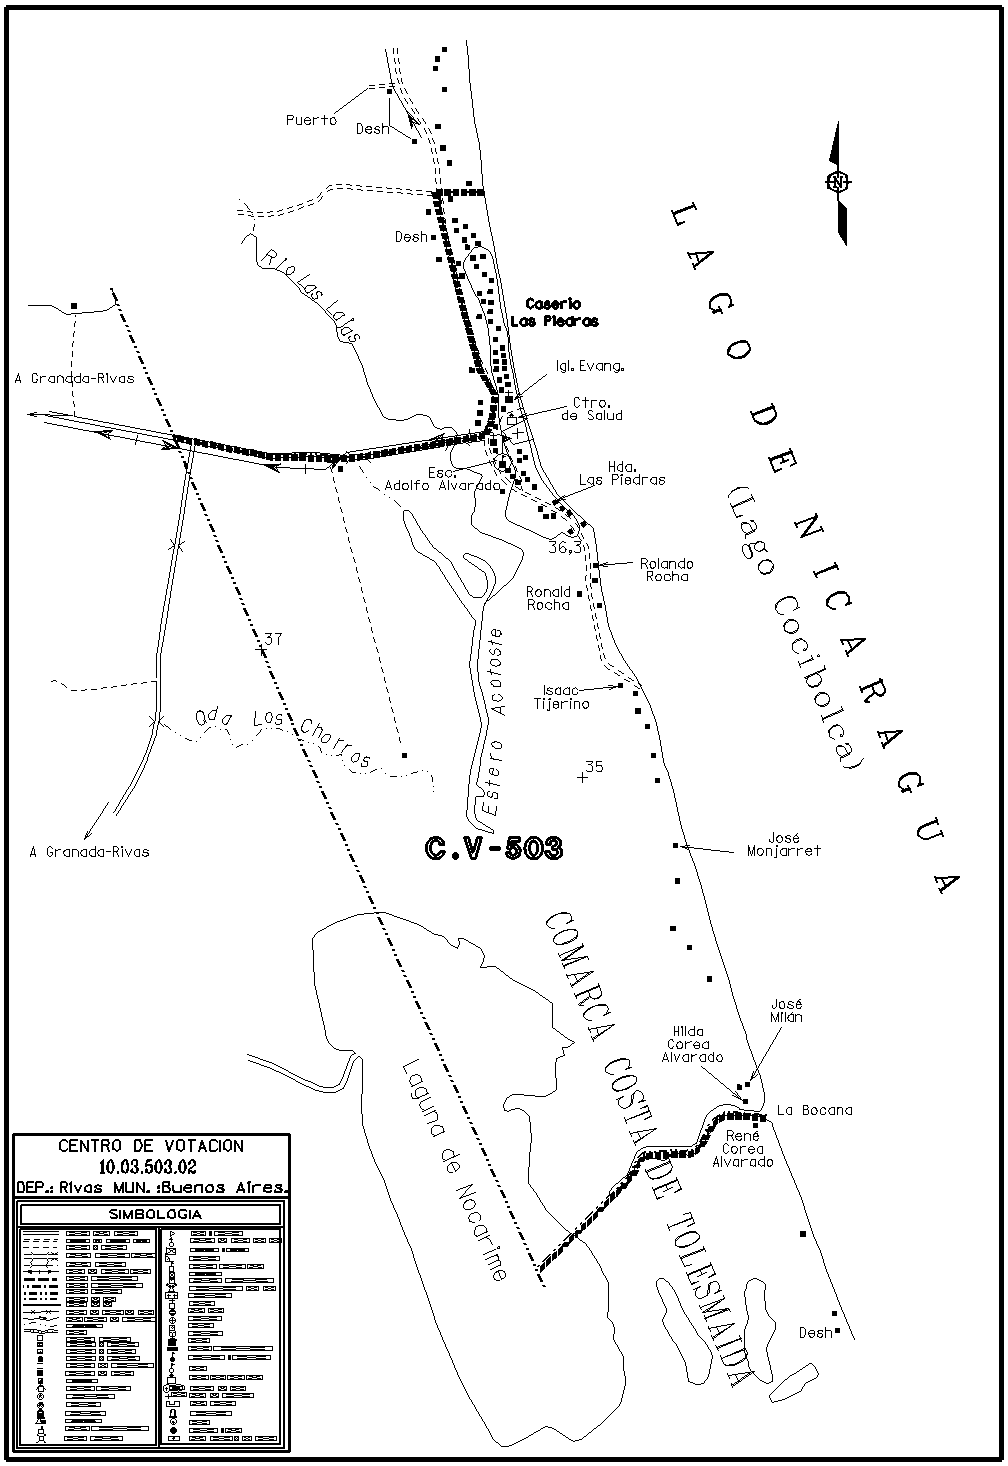 Puerto
Desh
N
Desh
Rio Las Lajas
Caserio
Las Piedras
LAGO DE NICARAGUA
(Lago Cocibolca)
A Granada-Rivas
Igl. Evang.
Ctro.
de Salud
Esc.
Adolfo Alvarado
Hda.
Las Piedras
36,3
Rolando
Rocha
Ronald
Rocha
37
Isaac
Tijerino
Estero Acotoste
Qda Los Chorros
35
A Granada-Rivas
C.V-503
José
Monjarret
COMARCA COSTA DE TOLESMAIDA
José
Milán
Hilda
Corea
Alvarado
Laguna de Nocarime
La Bocana
René
Corea
Alvarado
Desh
CENTRO DE VOTACION
10.03.503.02
DEP.: Rivas MUN. :Buenos Aires.
SIMBOLOGIA